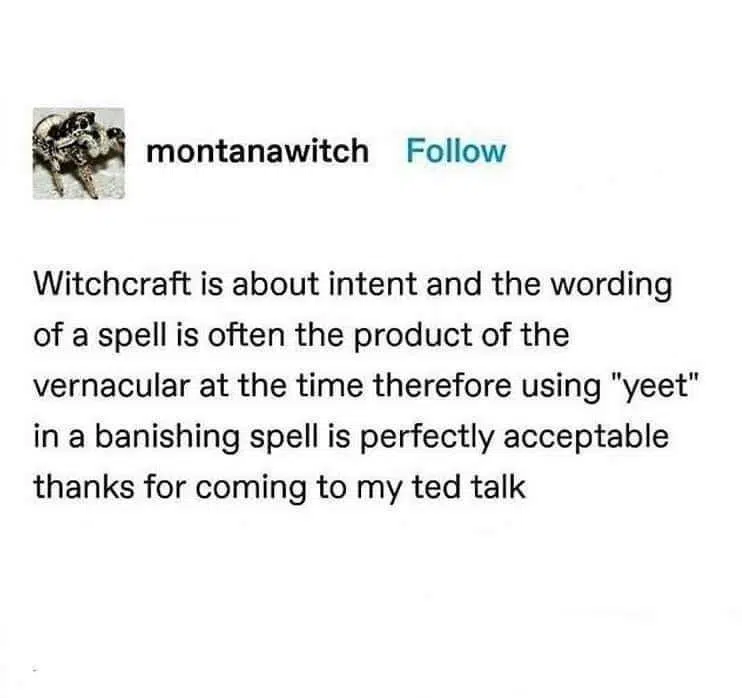 montanawitch Follow
Witchcraft is about intent and the wording
of a spell is often the product of the
vernacular at the time therefore using "yeet"
in a banishing spell is perfectly acceptable
thanks for coming to my ted talk